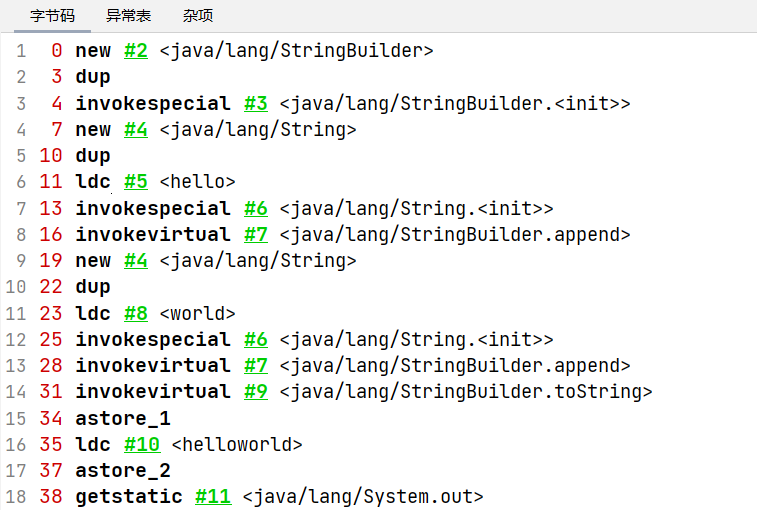 字节码 异常表 杂项
1 0 new #2 <java/lang/StringBuilder>
2 3 dup
3 4 invokespecial #3 <java/lang/StringBuilder.<init>>
4 7 new #4 <java/lang/String>
5 10 dup
6 11 ldc #5 <hello>
7 13 invokespecial #6 <java/lang/String.<init>>
8 16 invokevirtual #7 <java/lang/StringBuilder.append>
9 19 new #4 <java/lang/String>
10 22 dup
11 23 ldc #8 <world>
12 25 invokespecial #6 <java/lang/String.<init>>
13 28 invokevirtual #7 <java/lang/StringBuilder.append>
14 31 invokevirtual #9 <java/lang/StringBuilder.toString>
15 34 astore_1
16 35 ldc #10 <helloworld>
17 37 astore_2
18 38 getstatic #11 <java/lang/System.out>